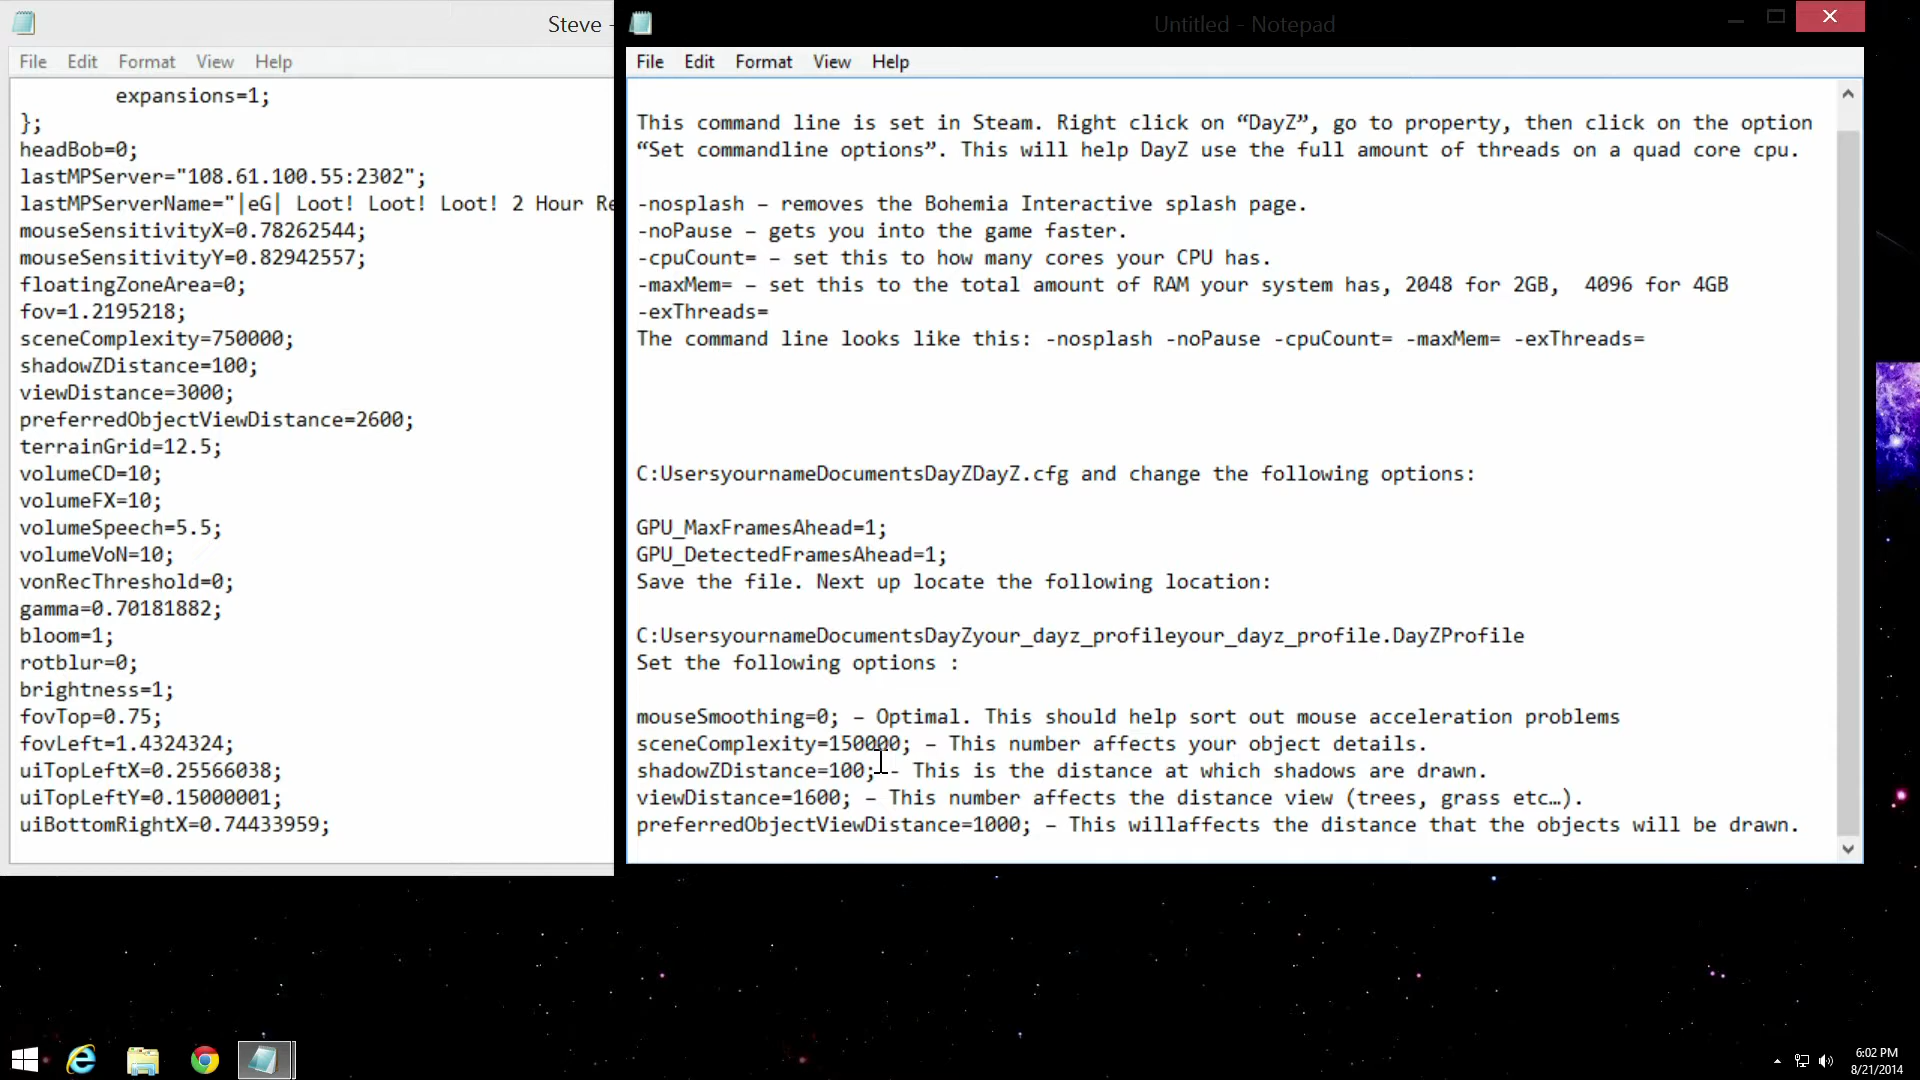 Steve -
File Edit Format View Help
expansions=1;
};
headBob=0;
lastMPServer="108.61.100.55:2302";
lastMPServerName="|eG| Loot! Loot! Loot! 2 Hour Re
mouseSensitivityX=0.78262544;
mouseSensitivityY=0.82942557;
floatingZoneArea=0;
fov=1.2195218;
sceneComplexity=750000;
shadowZDistance=100;
viewDistance=3000;
preferredObjectViewDistance=2600;
terrainGrid=12.5;
volumeCD=10;
volumeFX=10;
volumeSpeech=5.5;
volumeVoN=10;
vonRecThreshold=0;
gamma=0.70181882;
bloom=1;
rotblur=0;
brightness=1;
fovTop=0.75;
fovLeft=1.4324324;
uiTopLeftX=0.25566038;
uiTopLeftY=0.15000001;
uiBottomRightX=0.74433959;
Untitled - Notepad
File Edit Format View Help
This command line is set in Steam. Right click on “DayZ”, go to property, then click on the option
“Set commandline options”. This will help DayZ use the full amount of threads on a quad core cpu.
-nosplash – removes the Bohemia Interactive splash page.
-noPause – gets you into the game faster.
-cpuCount= – set this to how many cores your CPU has.
-maxMem= – set this to the total amount of RAM your system has, 2048 for 2GB,  4096 for 4GB
-exThreads=
The command line looks like this: -nosplash -noPause -cpuCount= -maxMem= -exThreads=
C:UsersyournameDocumentsDayZDayZ.cfg and change the following options:
GPU_MaxFramesAhead=1;
GPU_DetectedFramesAhead=1;
Save the file. Next up locate the following location:
C:UsersyournameDocumentsDayZyour_dayz_profileyour_dayz_profile.DayZProfile
Set the following options :
mouseSmoothing=0; – Optimal. This should help sort out mouse acceleration problems
sceneComplexity=150000; – This number affects your object details.
shadowZDistance=100; – This is the distance at which shadows are drawn.
viewDistance=1600; – This number affects the distance view (trees, grass etc…).
preferredObjectViewDistance=1000; – This willaffects the distance that the objects will be drawn.
6:02 PM
8/21/2014